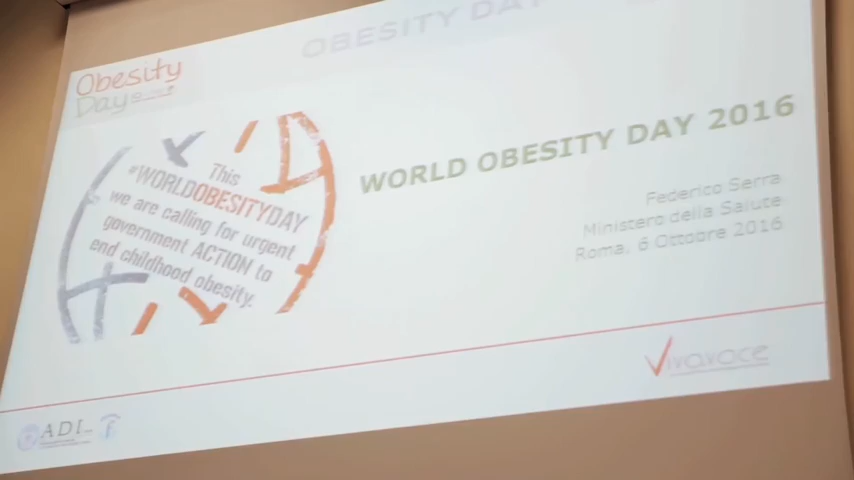 OBESITY DAY
Obesity
Day
This
#WORLDOBESITYDAY
we are calling for urgent
government ACTION to
end childhood obesity.
WORLD OBESITY DAY 2016
Federico Serra
Ministero della Salute
Roma, 6 Ottobre 2016
Vivavoce
ADI